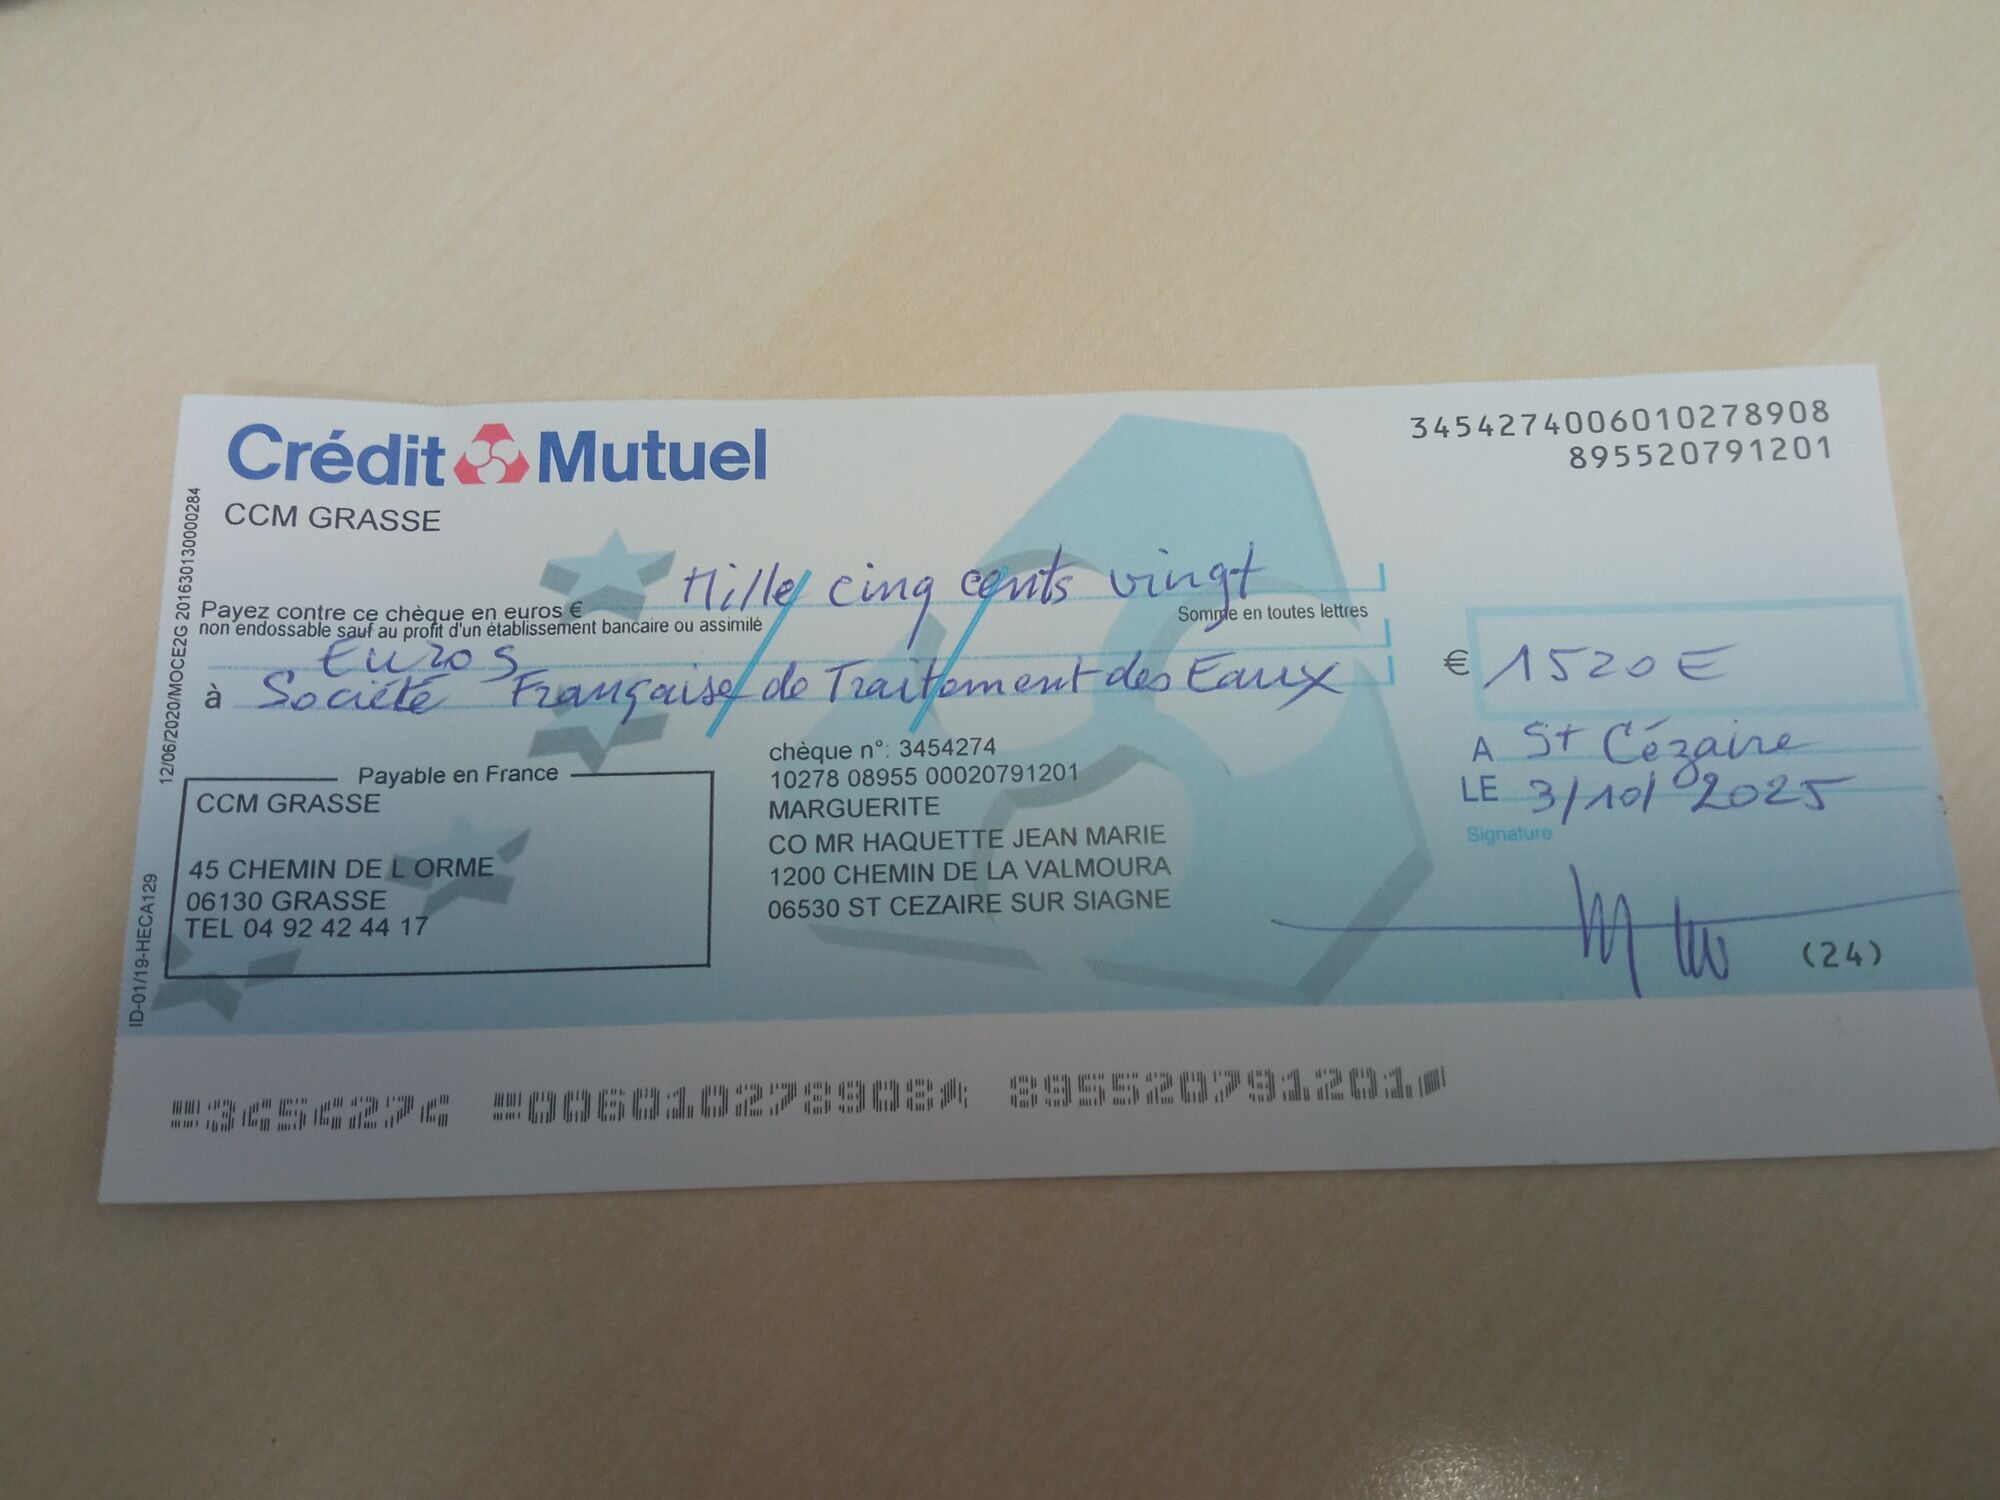 Crédit Mutuel
CCM GRASSE
3454274006010278908
895520791201
12/06/2020/MOCE2G 20163013000284
Mille cinq cents vingt
Payez contre ce chèque en euros €
non endossable sauf au profit d'un établissement bancaire ou assimilé
Somme en toutes lettres
Euros
à Société Française de Traitement des Eaux
€ 1520 €
A St Cézaire
LE 3/10/2025
Signature
Payable en France
CCM GRASSE
45 CHEMIN DE L ORME
06130 GRASSE
TEL 04 92 42 44 17
chèque n°: 3454274
10278 08955 00020791201
MARGUERITE
CO MR HAQUETTE JEAN MARIE
1200 CHEMIN DE LA VALMOURA
06530 ST CEZAIRE SUR SIAGNE
(24)
ID-01/19-HECA129
3454274 006010278908 895520791201